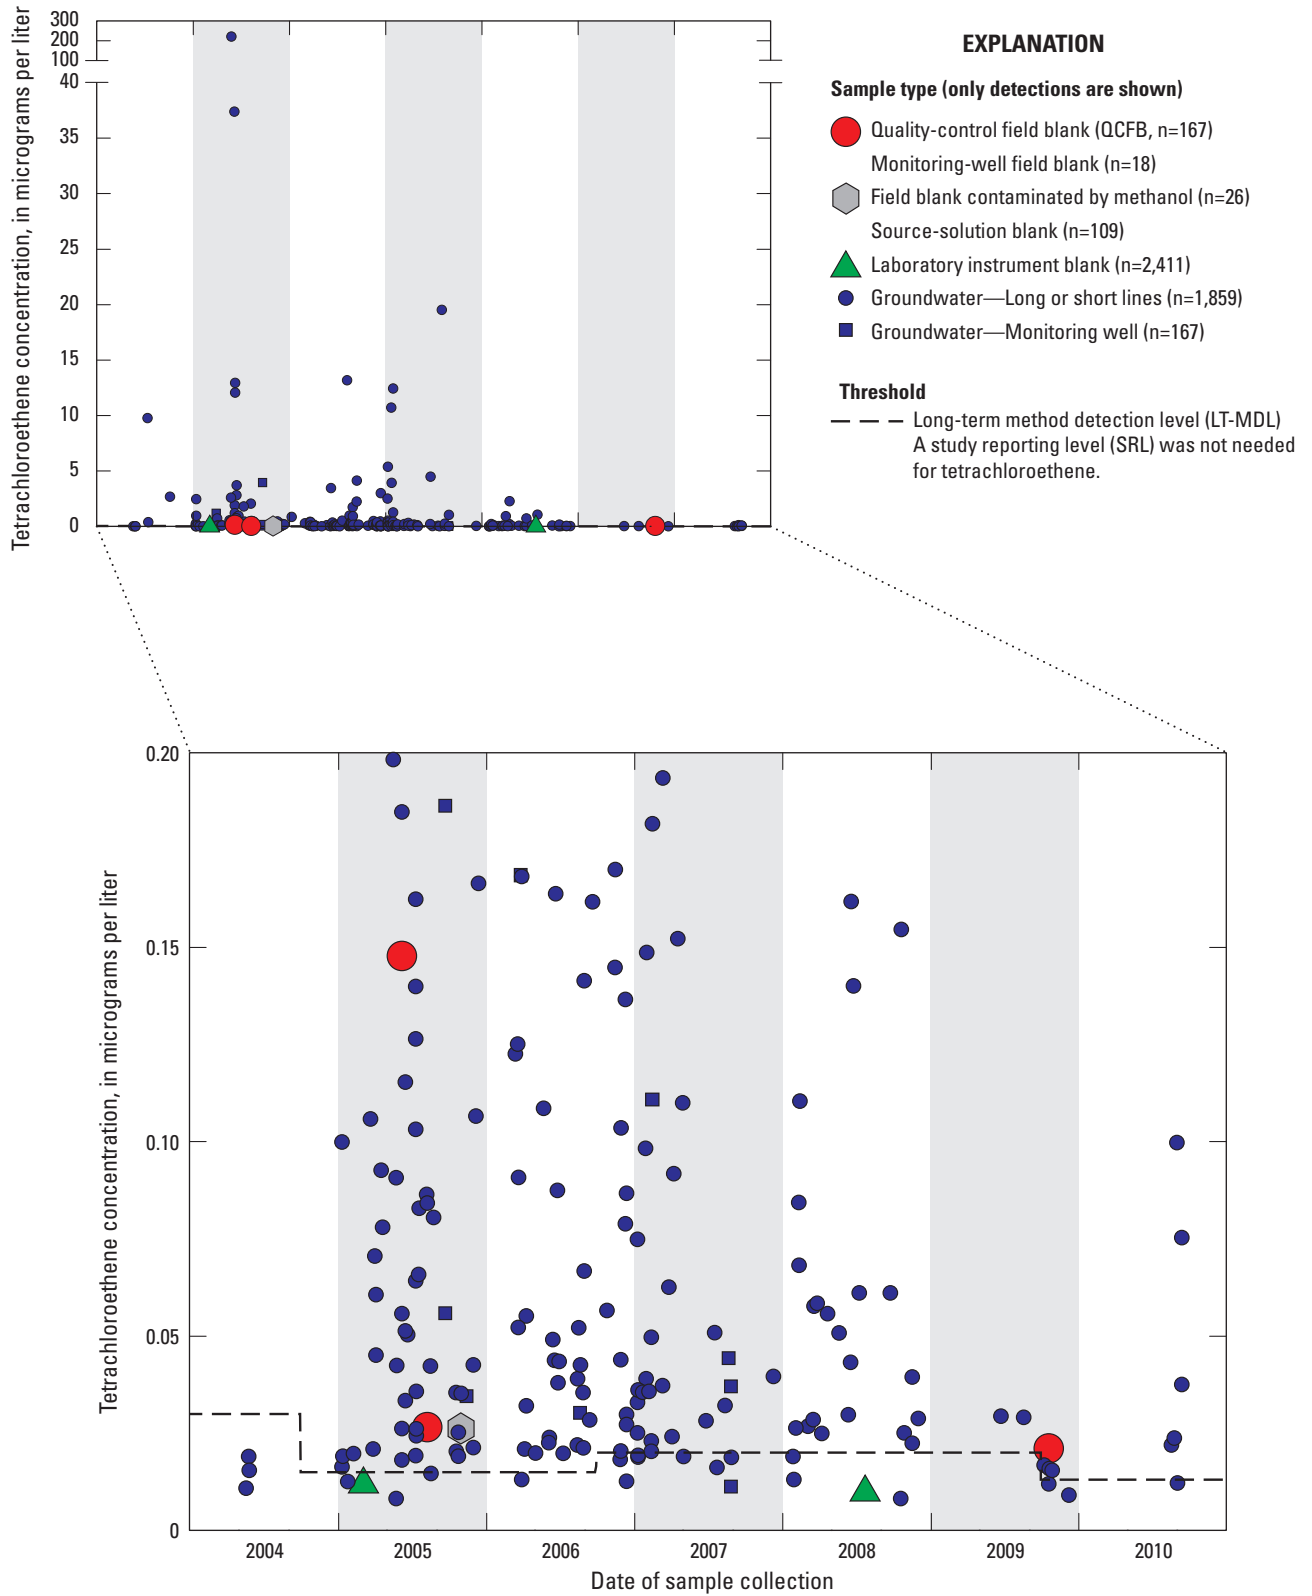 Tetrachloroethene concentration, in micrograms per liter
300
200
100
40
35
30
25
20
15
10
5
0
EXPLANATION
Sample type (only detections are shown)
Quality-control field blank (QCFB, n=167)
Monitoring-well field blank (n=18)
Field blank contaminated by methanol (n=26)
Source-solution blank (n=109)
Laboratory instrument blank (n=2,411)
Groundwater—Long or short lines (n=1,859)
Groundwater—Monitoring well (n=167)
Threshold
Long-term method detection level (LT-MDL)
A study reporting level (SRL) was not needed
for tetrachloroethene.
Tetrachloroethene concentration, in micrograms per liter
0.20
0.15
0.10
0.05
0
2004 2005 2006 2007 2008 2009 2010
Date of sample collection